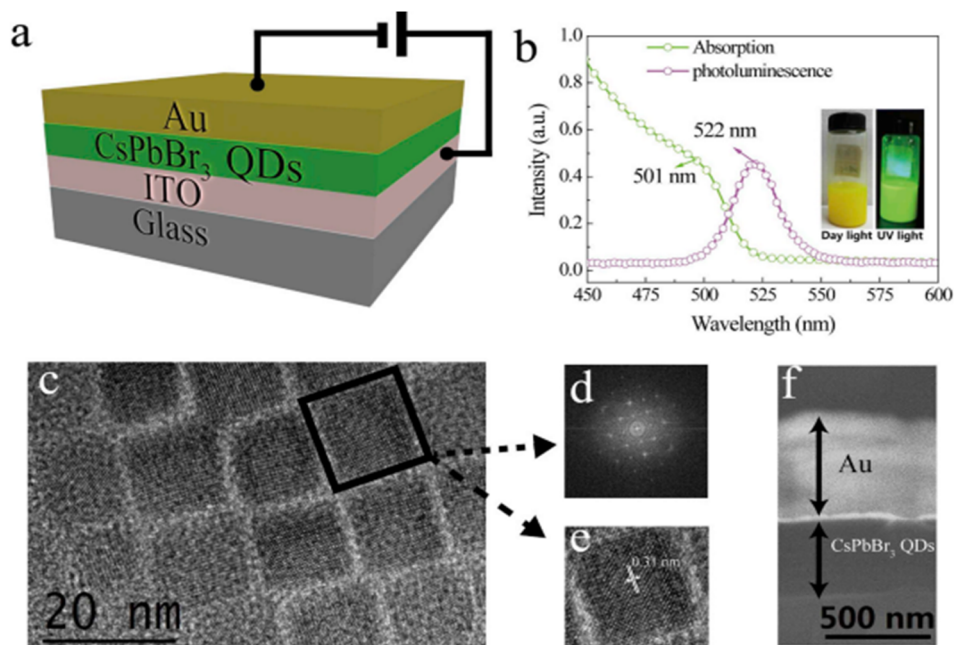 a
Au
CsPbBr3 QDs
ITO
Glass
b
Absorption
photoluminescence
522 nm
501 nm
Day light
UV light
Intensity (a.u.)
1.0
0.8
0.6
0.4
0.2
0.0
450 475 500 525 550 575 600
Wavelength (nm)
c
20 nm
d
e
0.31 nm
f
Au
CsPbBr3 QDs
500 nm